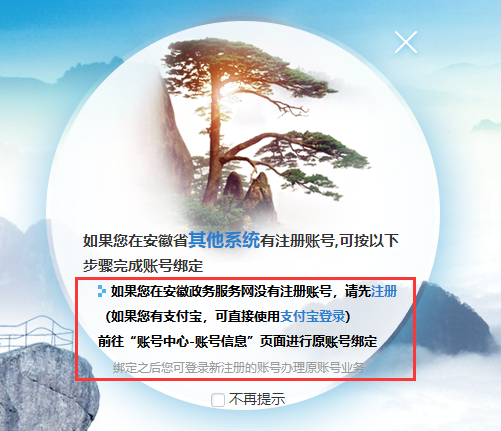 如果您在安徽省其他系统有注册账号,可按以下
步骤完成账号绑定
如果您在安徽政务服务网没有注册账号，请先注册
(如果您有支付宝，可直接使用支付宝登录)
前往“账号中心-账号信息”页面进行原账号绑定
绑定之后您可登录新注册的账号办理原账号业务
不再提示